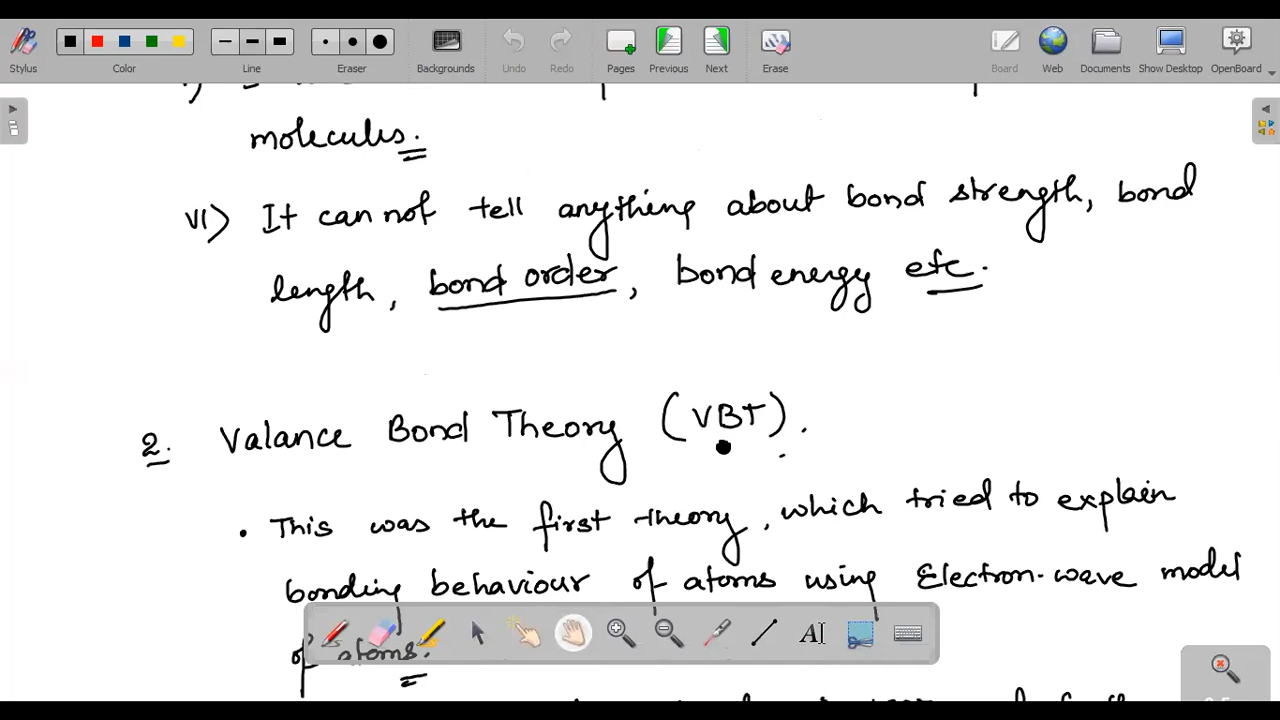 Stylus
Color
Line
Eraser
Backgrounds
Undo
Redo
Pages
Previous
Next
Erase
Board
Web
Documents
Show Desktop
OpenBoard
molecules.
vi) It can not tell anything about bond strength, bond
length, bond order, bond energy etc.
2. Valance Bond Theory (VBT).
• This was the first theory, which tried to explain
bonding behaviour of atoms using Electron-wave model
of atoms.